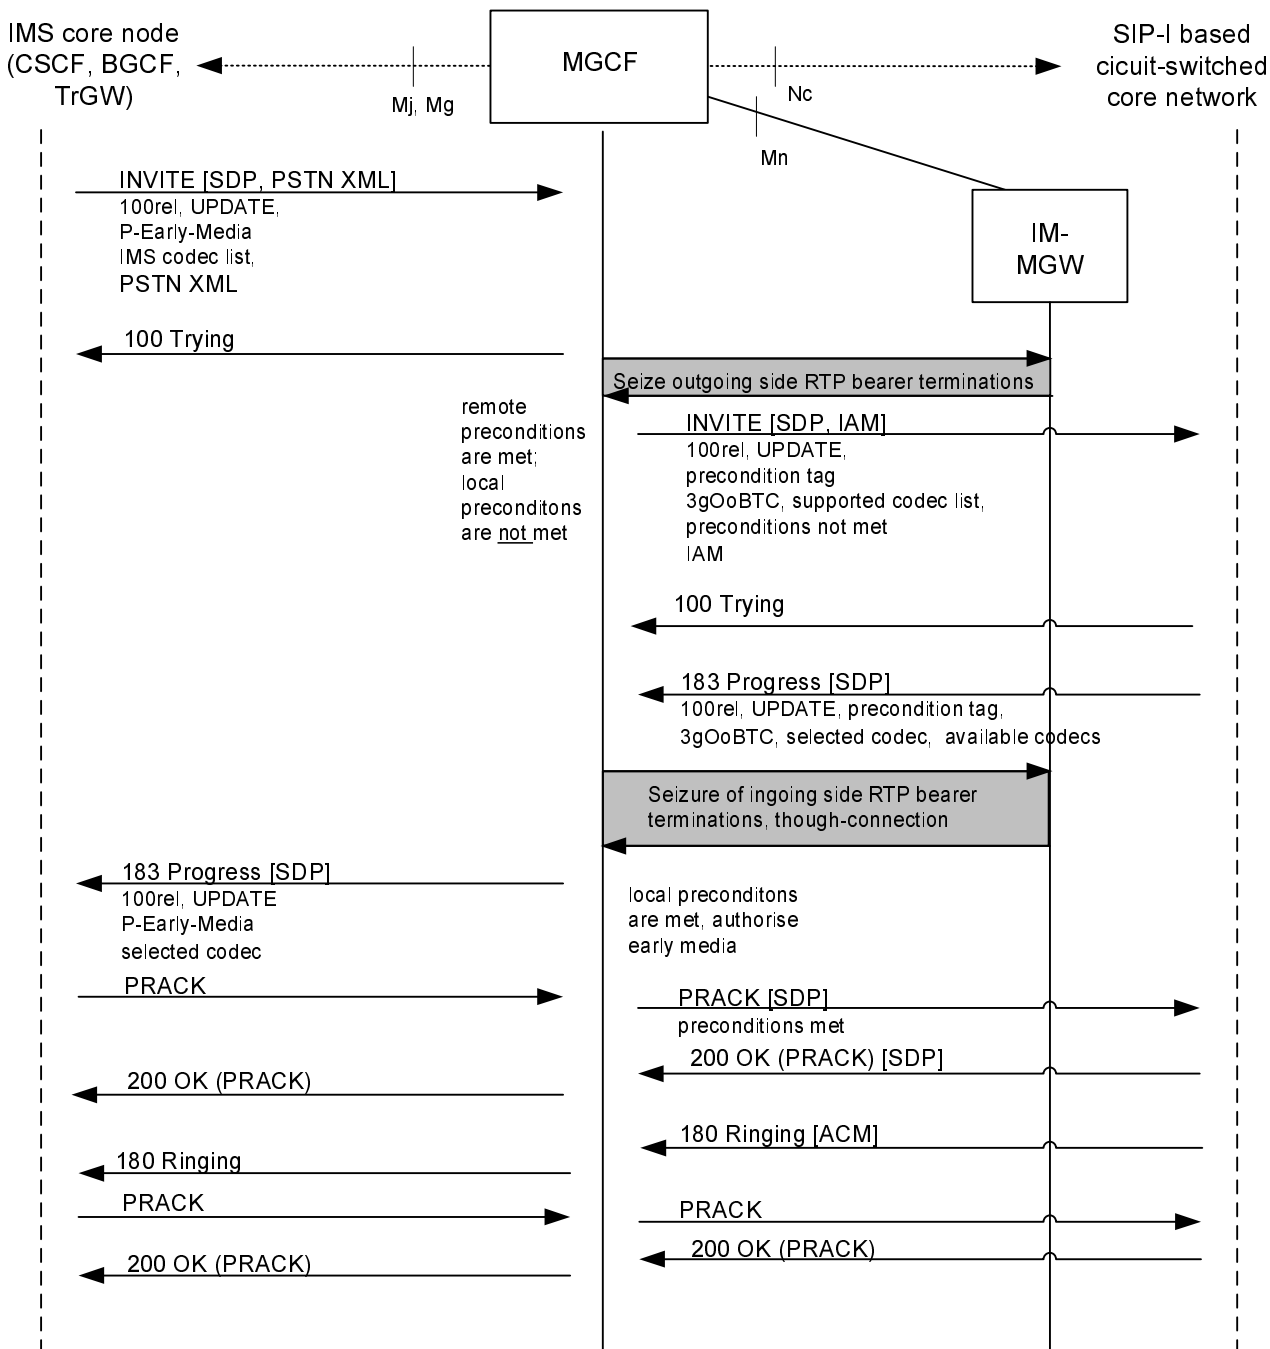 IMS core node
(CSCF, BGCF,
TrGW)
Mj, Mg
MGCF
Nc
Mn
SIP-I based
cicuit-switched
core network
IM-
MGW
INVITE [SDP, PSTN XML]
100rel, UPDATE,
P-Early-Media
IMS codec list,
PSTN XML
100 Trying
Seize outgoing side RTP bearer terminations
remote
preconditions
are met;
local
preconditons
are not met
INVITE [SDP, IAM]
100rel, UPDATE,
precondition tag
3gOoBTC, supported codec list,
preconditions not met
IAM
100 Trying
183 Progress [SDP]
100rel, UPDATE, precondition tag,
3gOoBTC, selected codec, available codecs
Seizure of ingoing side RTP bearer
terminations, though-connection
183 Progress [SDP]
100rel, UPDATE
P-Early-Media
selected codec
local preconditons
are met, authorise
early media
PRACK
PRACK [SDP]
preconditions met
200 OK (PRACK) [SDP]
200 OK (PRACK)
180 Ringing [ACM]
180 Ringing
PRACK
PRACK
200 OK (PRACK)
200 OK (PRACK)